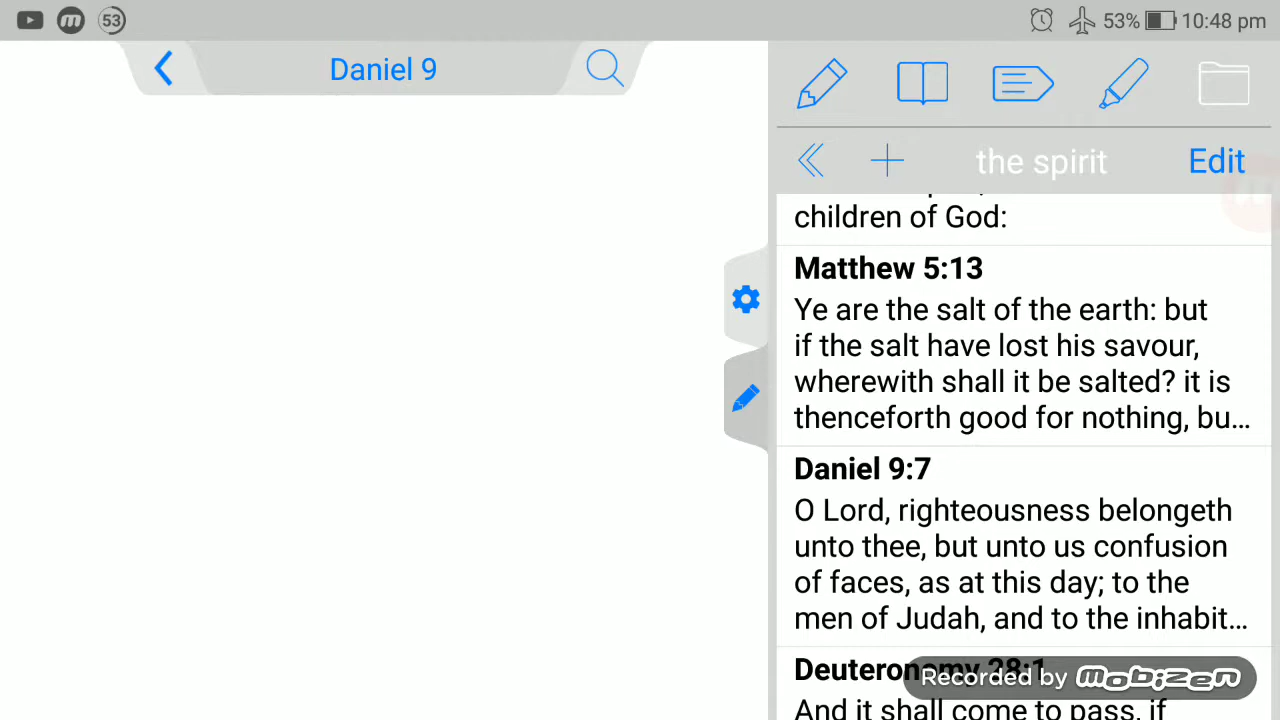 53
53% 10:48 pm
Daniel 9
the spirit Edit
children of God:
Matthew 5:13
Ye are the salt of the earth: but
if the salt have lost his savour,
wherewith shall it be salted? it is
thenceforth good for nothing, bu...
Daniel 9:7
O Lord, righteousness belongeth
unto thee, but unto us confusion
of faces, as at this day; to the
men of Judah, and to the inhabit...
Deuteronomy 28:1
Recorded by mobizen
And it shall come to pass, if